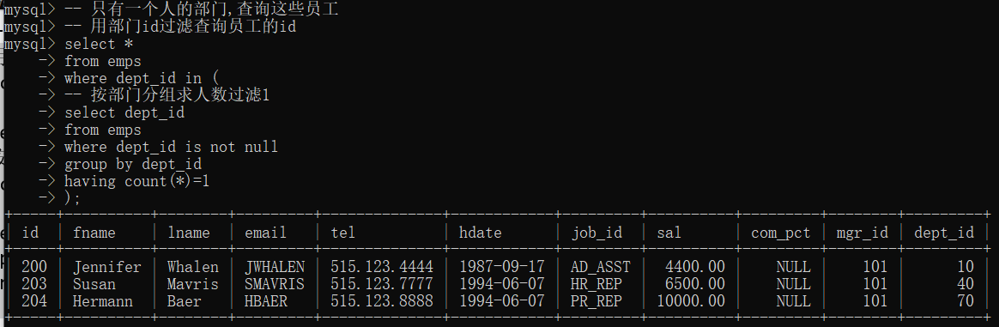 mysql> -- 只有一个人的部门,查询这些员工
mysql> -- 用部门id过滤查询员工的id
mysql> select *
    -> from emps
    -> where dept_id in (
    -> -- 按部门分组求人数过滤1
    -> select dept_id
    -> from emps
    -> where dept_id is not null
    -> group by dept_id
    -> having count(*)=1
    -> );
+-----+----------+--------+---------+--------------+------------+---------+----------+---------+--------+---------+
| id  | fname    | lname  | email   | tel          | hdate      | job_id  | sal      | com_pct | mgr_id | dept_id |
+-----+----------+--------+---------+--------------+------------+---------+----------+---------+--------+---------+
| 200 | Jennifer | Whalen | JWHALEN | 515.123.4444 | 1987-09-17 | AD_ASST |  4400.00 |    NULL |    101 |      10 |
| 203 | Susan    | Mavris | SMAVRIS | 515.123.7777 | 1994-06-07 | HR_REP  |  6500.00 |    NULL |    101 |      40 |
| 204 | Hermann  | Baer   | HBAER   | 515.123.8888 | 1994-06-07 | PR_REP  | 10000.00 |    NULL |    101 |      70 |
+-----+----------+--------+---------+--------------+------------+---------+----------+---------+--------+---------+